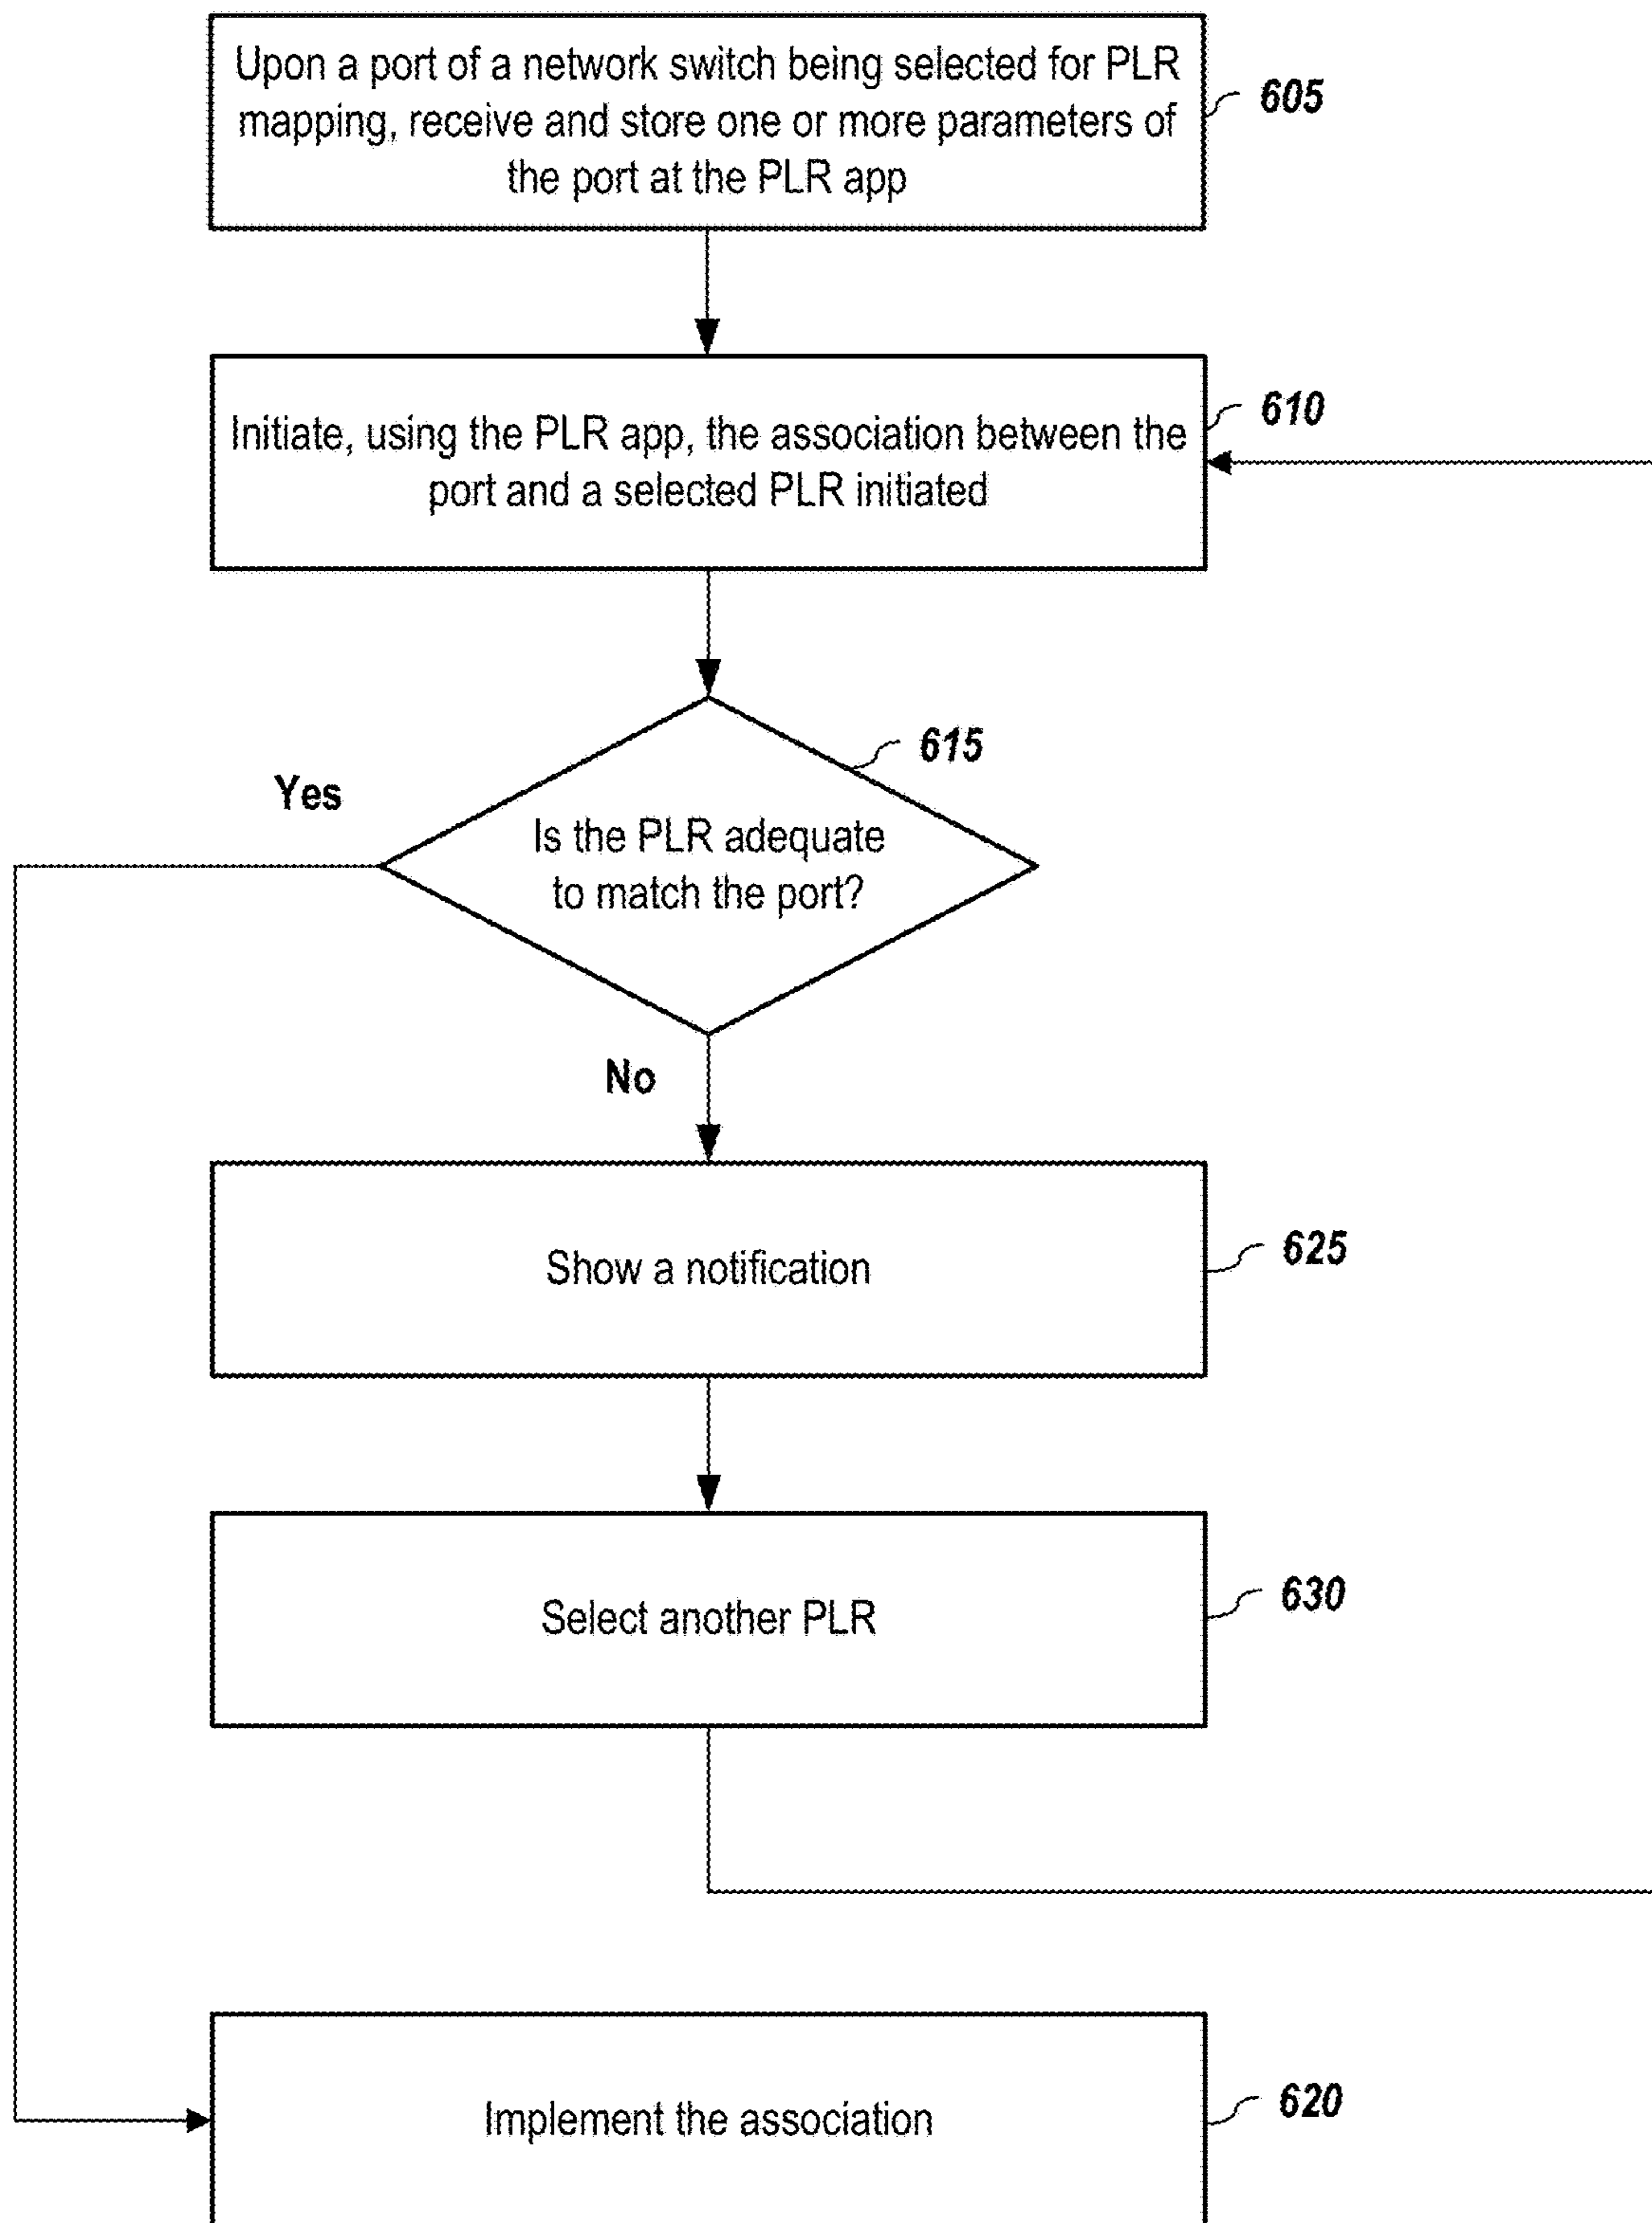 Upon a port of a network switch being selected for PLR
mapping, receive and store one or more parameters of
the port at the PLR app
605
Initiate, using the PLR app, the association between the
port and a selected PLR initiated
610
615
Yes
Is the PLR adequate
to match the port?
No
Show a notification
625
Select another PLR
630
Implement the association
620